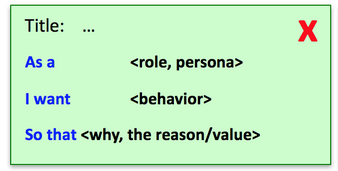 Title: ...
X
As a <role, persona>
I want <behavior>
So that <why, the reason/value>